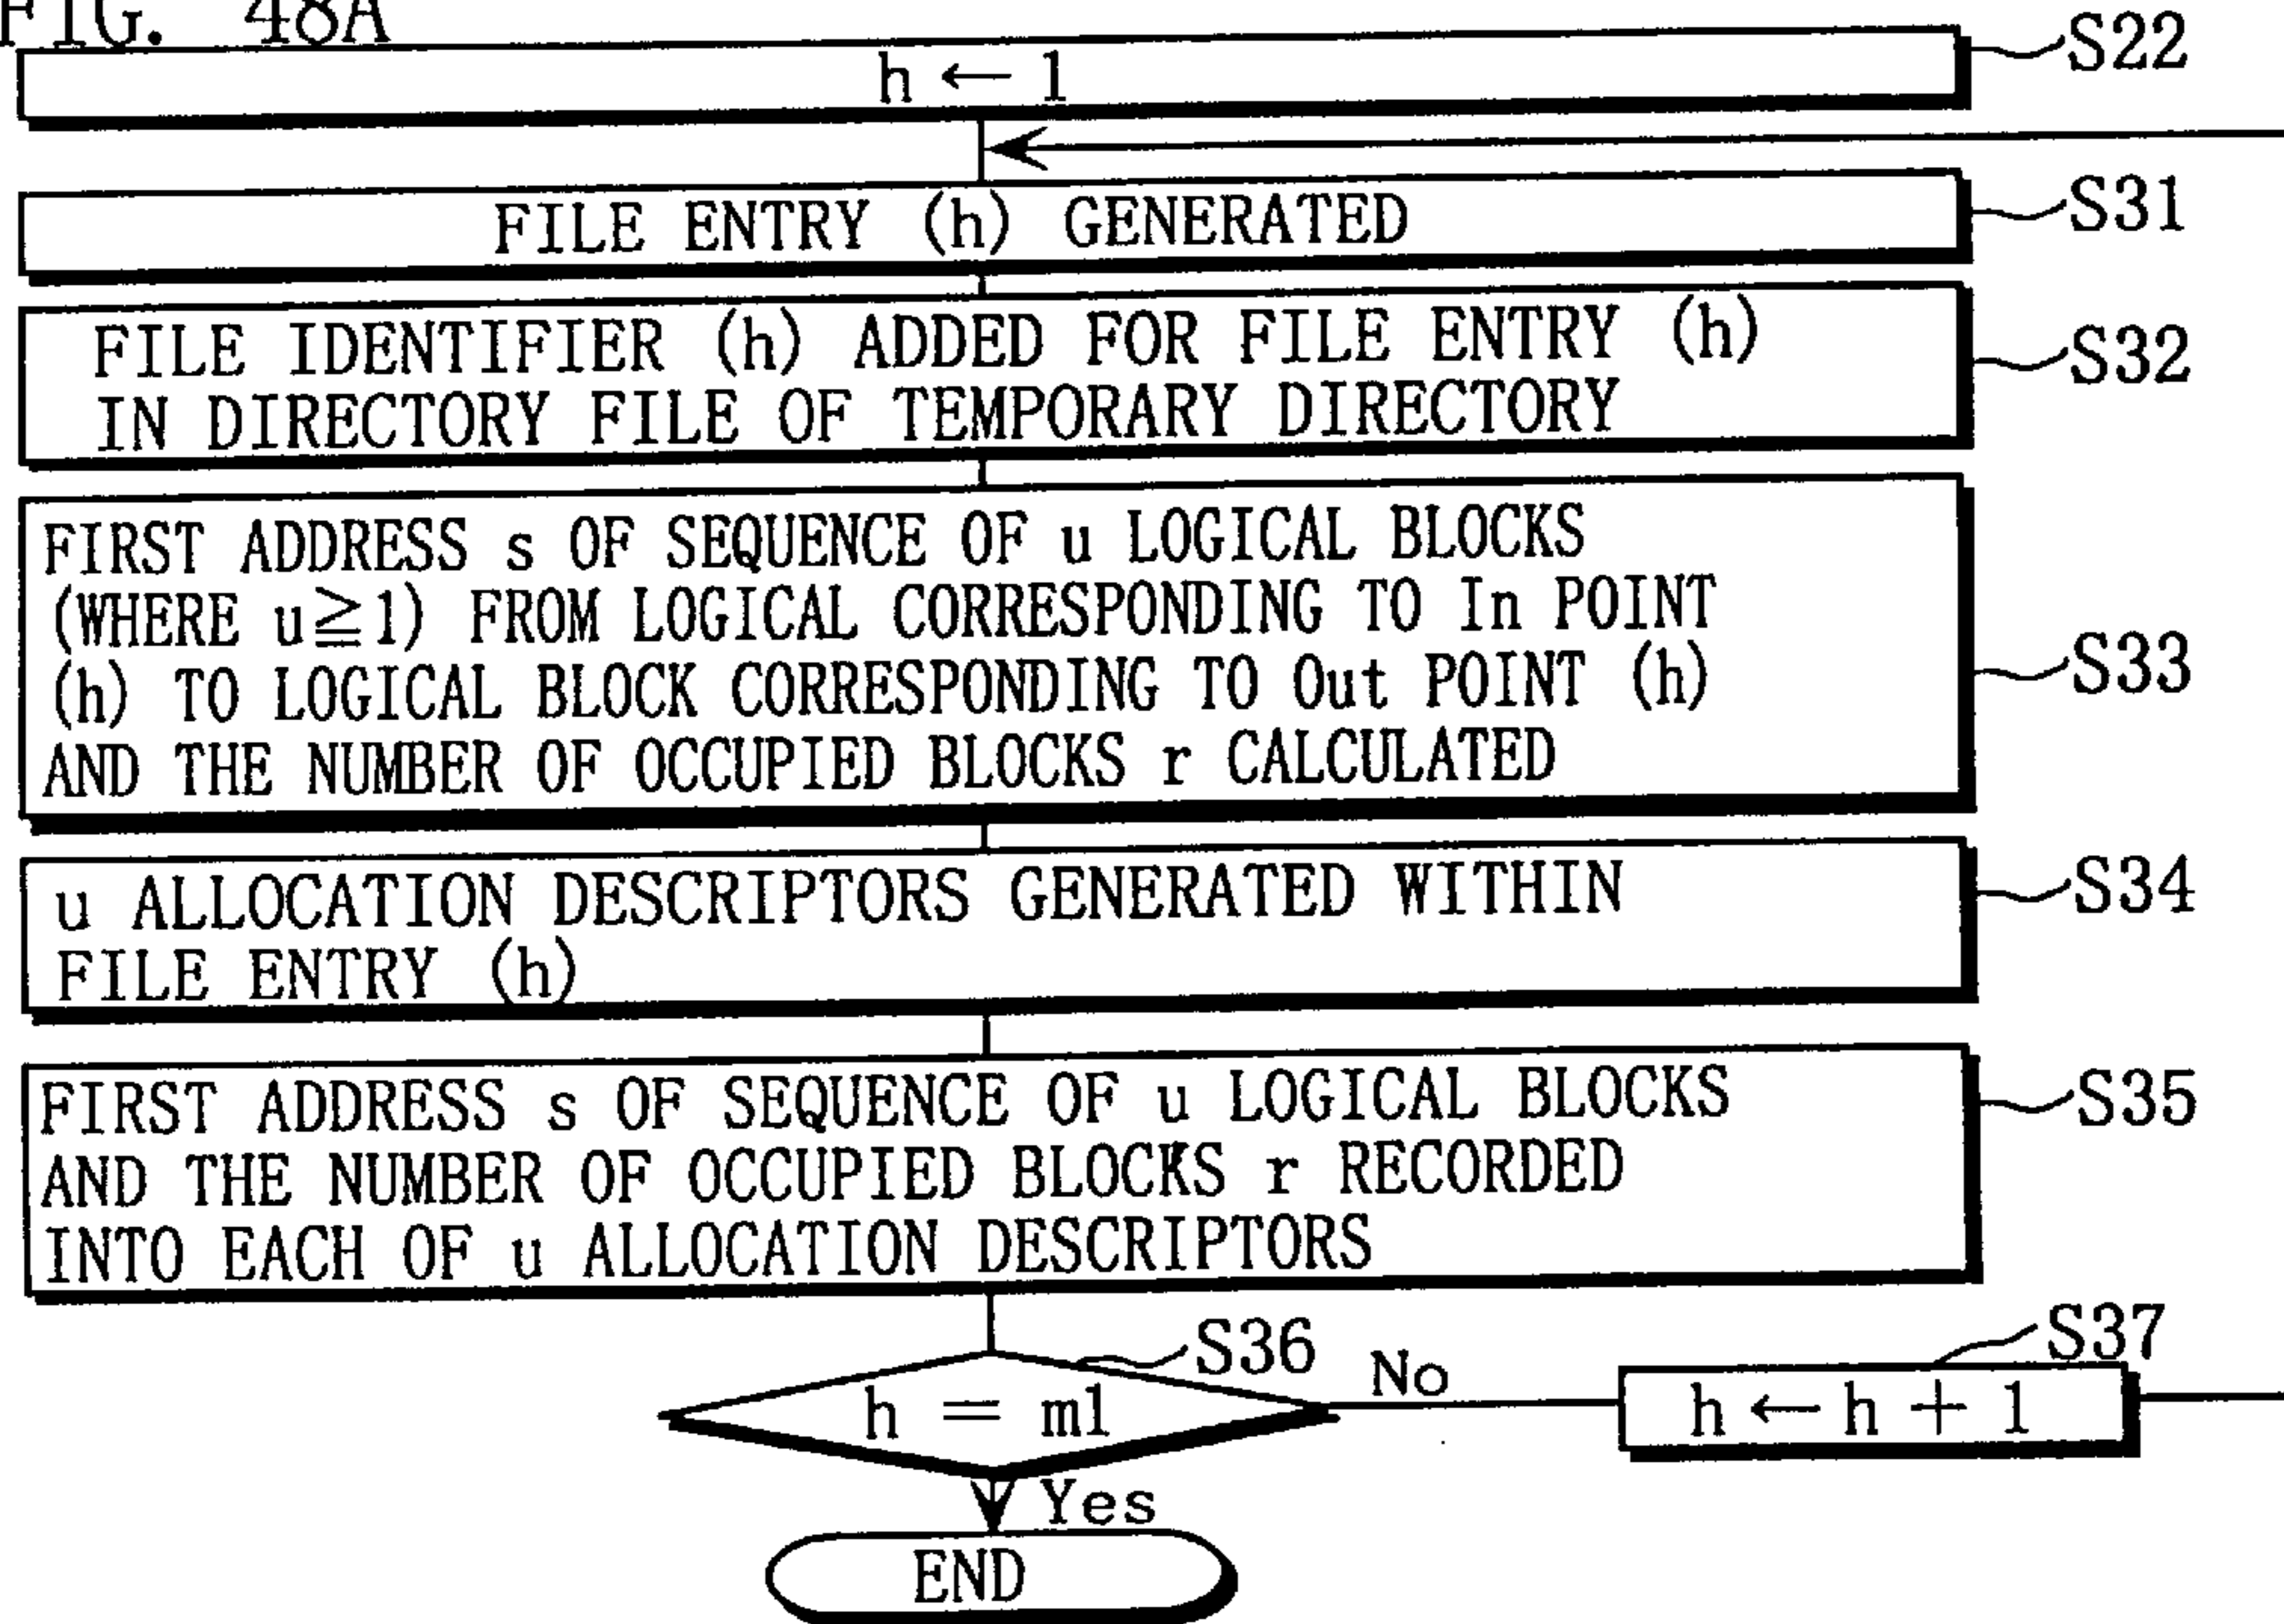 FIG. 48A
h ← 1
S22
FILE ENTRY (h) GENERATED
S31
FILE IDENTIFIER (h) ADDED FOR FILE ENTRY (h)
IN DIRECTORY FILE OF TEMPORARY DIRECTORY
S32
FIRST ADDRESS s OF SEQUENCE OF u LOGICAL BLOCKS
(WHERE u≧1) FROM LOGICAL CORRESPONDING TO In POINT
(h) TO LOGICAL BLOCK CORRESPONDING TO Out POINT (h)
AND THE NUMBER OF OCCUPIED BLOCKS r CALCULATED
S33
u ALLOCATION DESCRIPTORS GENERATED WITHIN
FILE ENTRY (h)
S34
FIRST ADDRESS s OF SEQUENCE OF u LOGICAL BLOCKS
AND THE NUMBER OF OCCUPIED BLOCKS r RECORDED
INTO EACH OF u ALLOCATION DESCRIPTORS
S35
S36
h = m1
No
S37
h ← h + 1
Yes
END